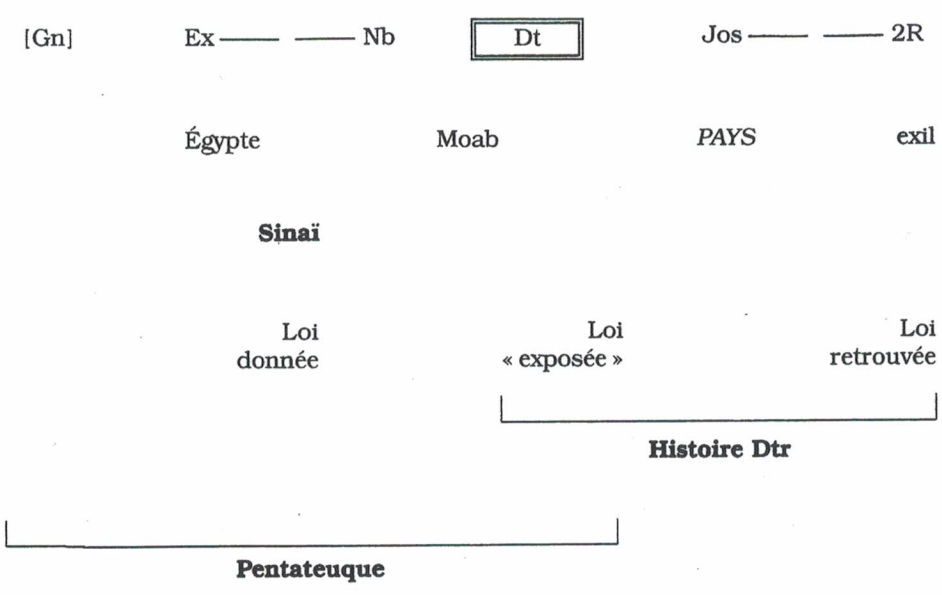 [Gn] Ex —— —— Nb Dt Jos —— —— 2R
Égypte Moab PAYS exil
Sinaï
Loi Loi Loi
donnée « exposée » retrouvée
Histoire Dtr
Pentateuque